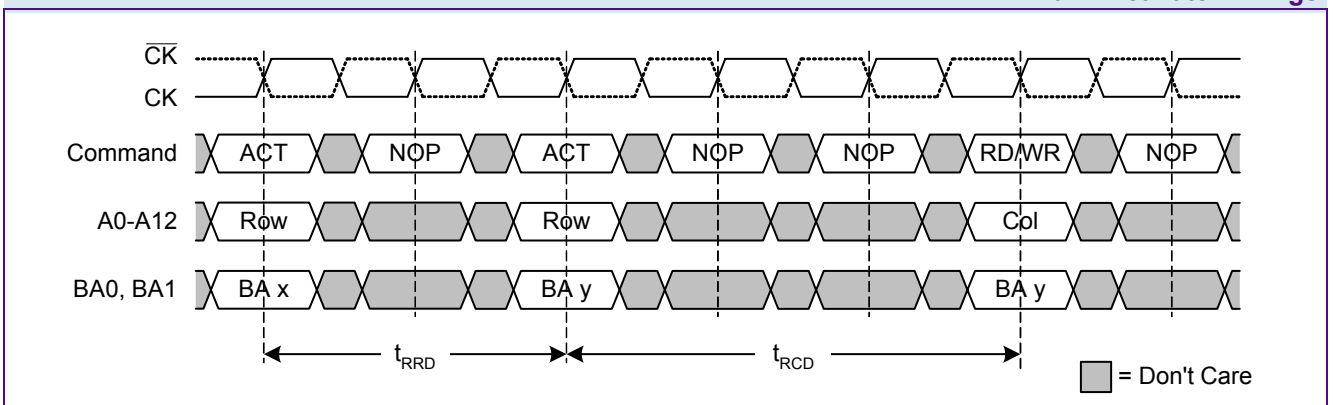 CK
CK
Command ACT NOP ACT NOP NOP RD/WR NOP
A0-A12 Row Row Col
BA0, BA1 BA x BA y BA y
tRRD tRCD
= Don't Care